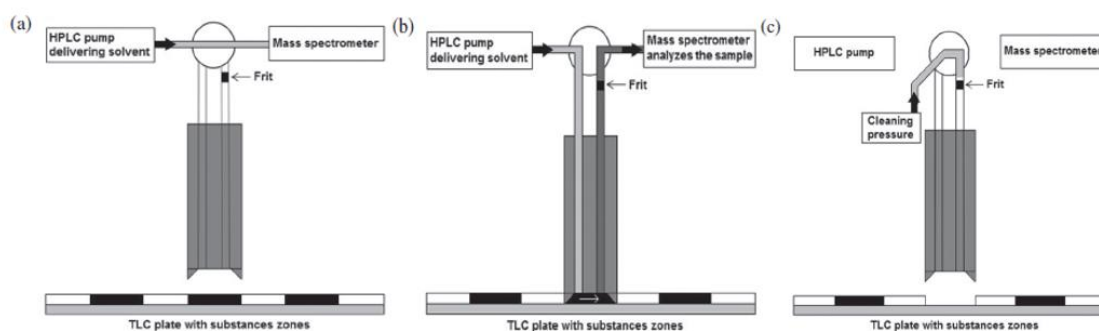 (a)
HPLC pump
delivering solvent
Mass spectrometer
Frit
TLC plate with substances zones
(b)
HPLC pump
delivering solvent
Mass spectrometer
analyzes the sample
Frit
TLC plate with substances zones
(c)
HPLC pump
Mass spectrometer
Frit
Cleaning
pressure
TLC plate with substances zones